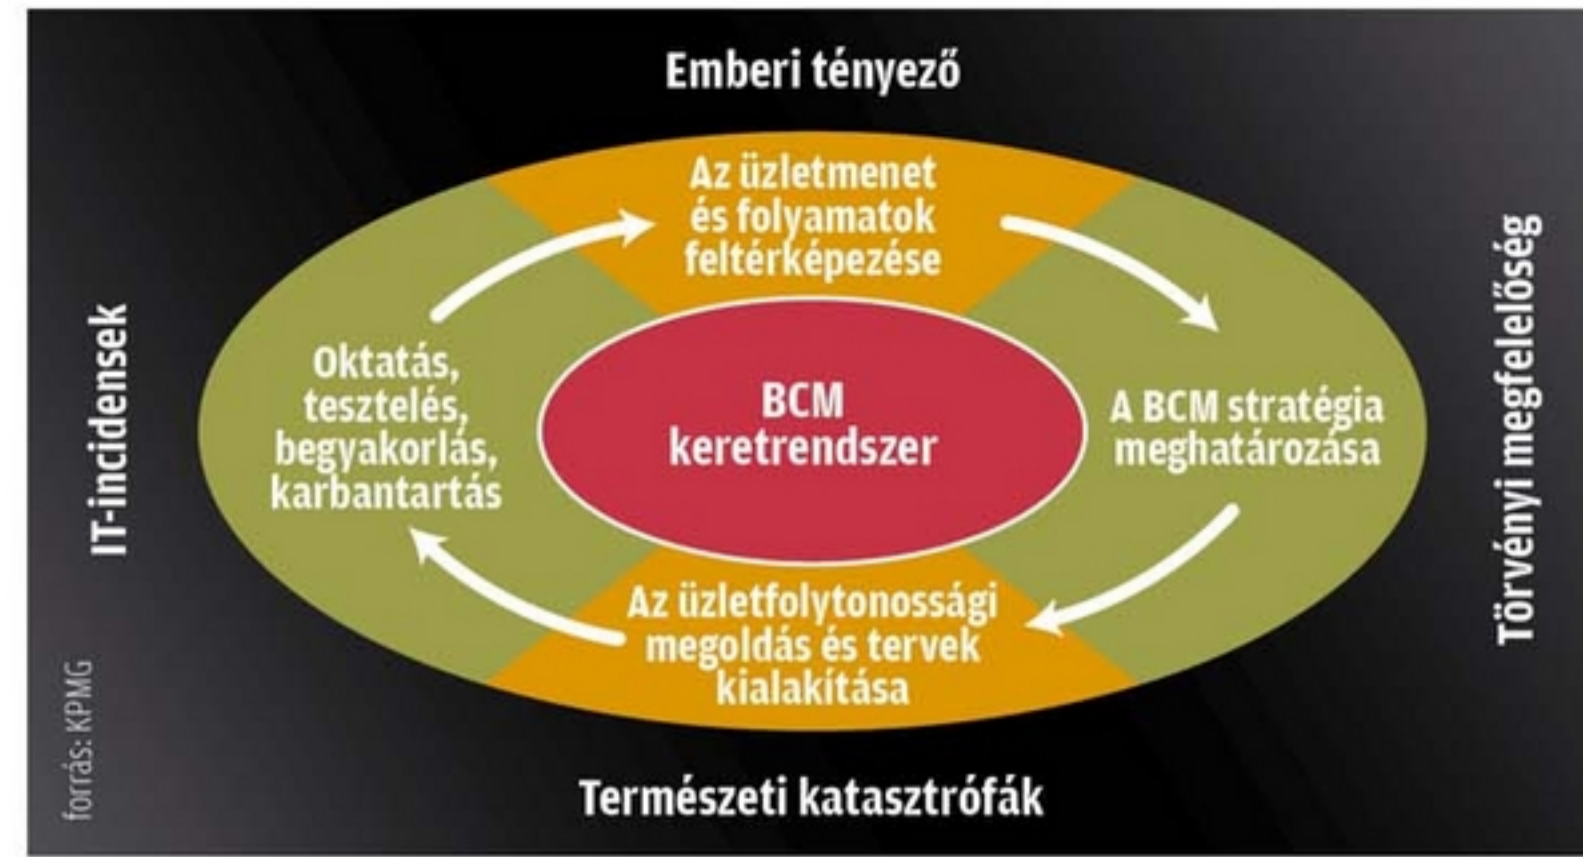 Emberi tényező
Az üzletmenet
és folyamatok
feltérképezése
IT-incidensek
Oktatás,
tesztelés,
begyakorlás,
karbantartás
BCM
keretrendszer
A BCM stratégia
meghatározása
Törvényi megfelelőség
Az üzletfolytonossági
megoldás és tervek
kialakítása
Természeti katasztrófák
forrás: KPMG